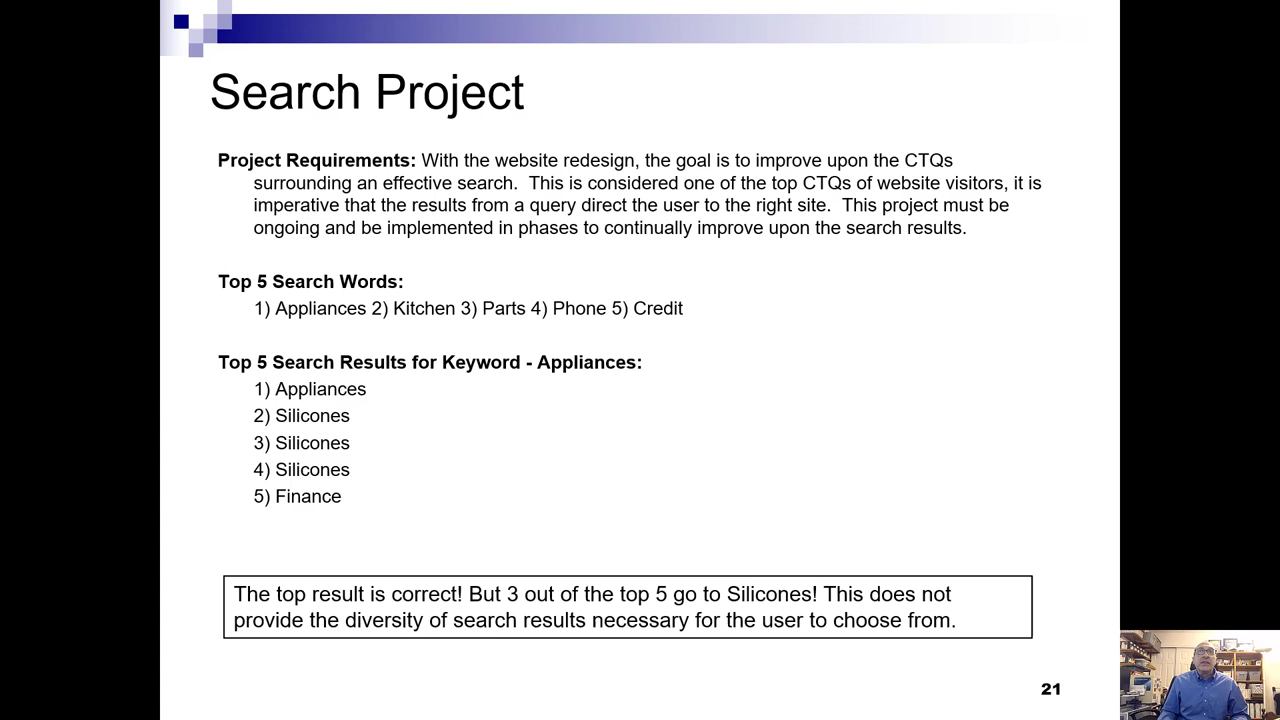 Search Project
Project Requirements: With the website redesign, the goal is to improve upon the CTQs
surrounding an effective search.  This is considered one of the top CTQs of website visitors, it is
imperative that the results from a query direct the user to the right site.  This project must be
ongoing and be implemented in phases to continually improve upon the search results.
Top 5 Search Words:
1) Appliances 2) Kitchen 3) Parts 4) Phone 5) Credit
Top 5 Search Results for Keyword - Appliances:
1) Appliances
2) Silicones
3) Silicones
4) Silicones
5) Finance
The top result is correct! But 3 out of the top 5 go to Silicones! This does not
provide the diversity of search results necessary for the user to choose from.
21